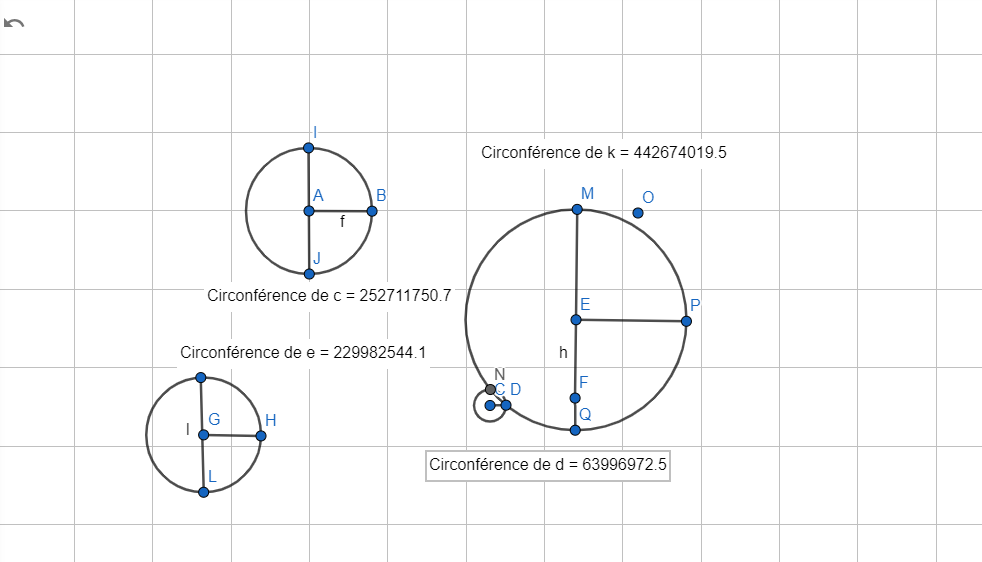 I
Circonférence de k = 442674019.5
M
O
A
B
f
J
Circonférence de c = 252711750.7
E
P
Circonférence de e = 229982544.1
h
N
C D
F
G
H
l
Q
L
Circonférence de d = 63996972.5